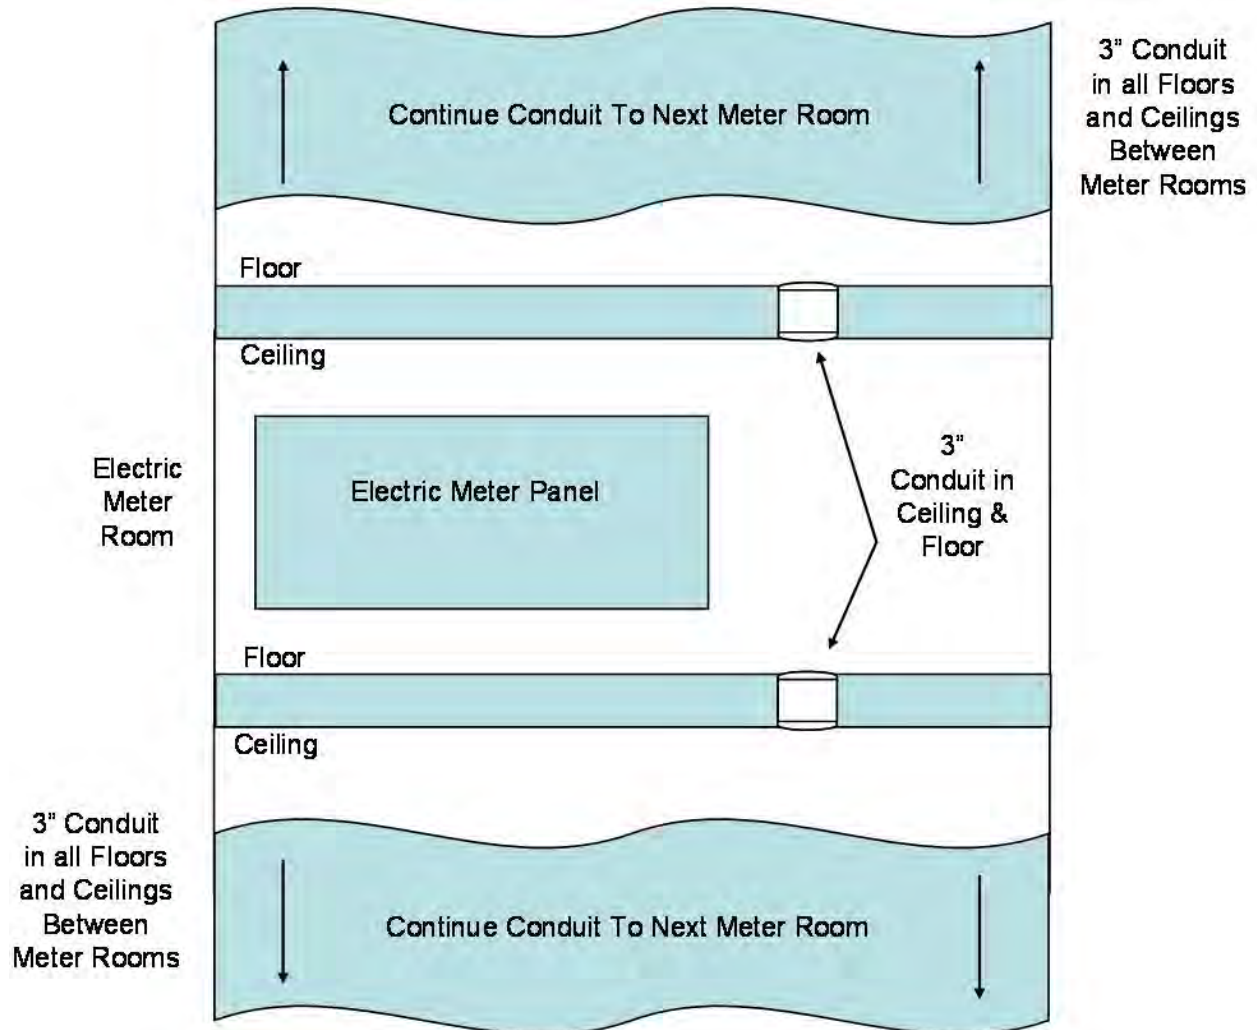 3" Conduit
in all Floors
and Ceilings
Between
Meter Rooms
Continue Conduit To Next Meter Room
Floor
Ceiling
Electric
Meter
Room
Electric Meter Panel
3"
Conduit in
Ceiling &
Floor
Floor
Ceiling
3" Conduit
in all Floors
and Ceilings
Between
Meter Rooms
Continue Conduit To Next Meter Room